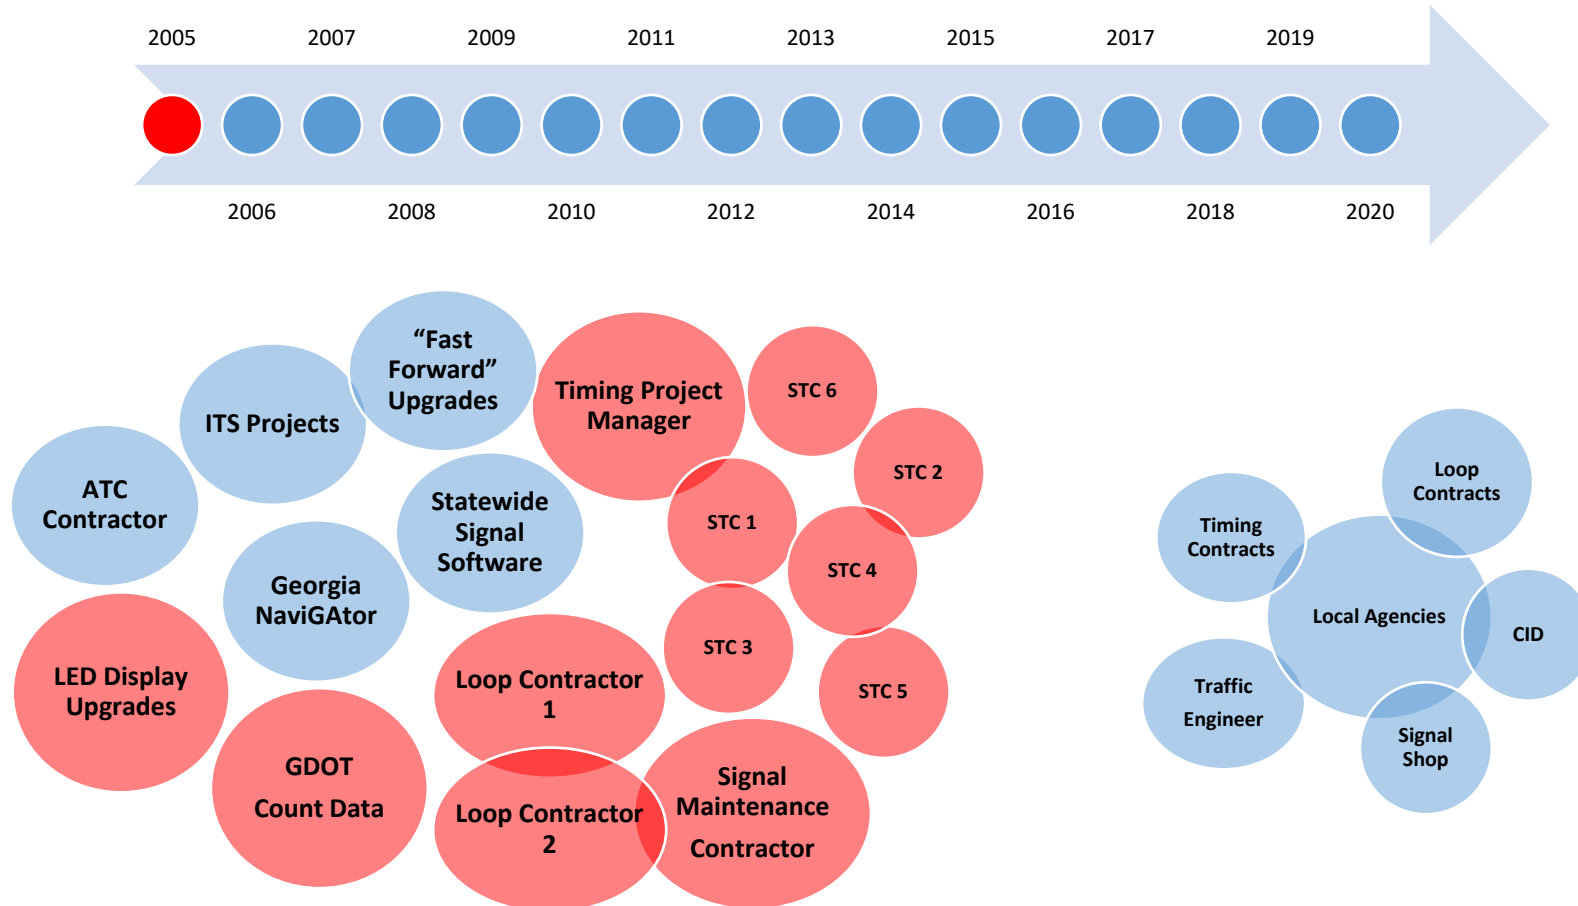 2005
2007
2009
2011
2013
2015
2017
2019
2006
2008
2010
2012
2014
2016
2018
2020
“Fast
Forward”
Upgrades
ITS Projects
Timing Project
Manager
STC 6
ATC
Contractor
Statewide
Signal
Software
STC 2
STC 1
STC 4
Georgia
NaviGAtor
STC 3
STC 5
LED Display
Upgrades
Loop Contractor
1
GDOT
Count Data
Loop Contractor
2
Signal
Maintenance
Contractor
Loop
Contracts
Timing
Contracts
Local Agencies
CID
Traffic
Engineer
Signal
Shop